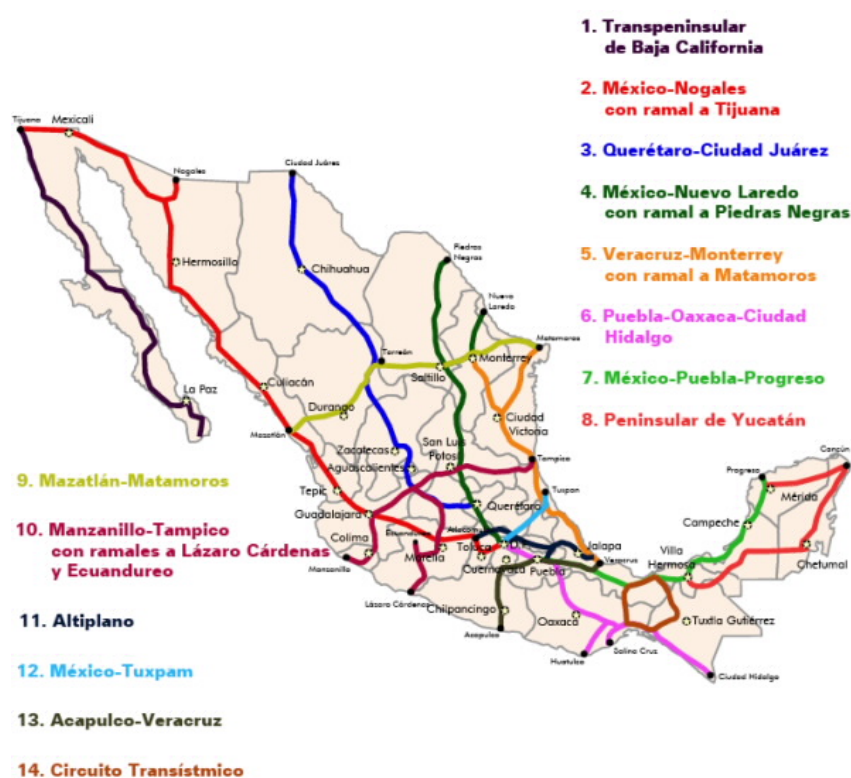 1. Transpeninsular
de Baja California
2. México-Nogales
con ramal a Tijuana
3. Querétaro-Ciudad Juárez
4. México-Nuevo Laredo
con ramal a Piedras Negras
5. Veracruz-Monterrey
con ramal a Matamoros
6. Puebla-Oaxaca-Ciudad
Hidalgo
7. México-Puebla-Progreso
8. Peninsular de Yucatán
9. Mazatlán-Matamoros
10. Manzanillo-Tampico
con ramales a Lázaro Cárdenas
y Ecuandureo
11. Altiplano
12. México-Tuxpam
13. Acapulco-Veracruz
14. Circuito Transístmico
Tijuana
Mexicali
Nogales
Ciudad Juáres
Hermosillo
Chihuahua
Piedras
Negras
Nuevo
Laredo
Matamoros
Torreón
Monterrey
Saltillo
La Paz
Culiacán
Durango
Ciudad
Victoria
Mazatlán
Zacatecas
San Luis
Potosí
Aguascalientes
Tampico
Tepic
Tuxpan
Querétaro
Guadalajara
Colima
Manzanillo
Ecuandureo
Morelia
Toluca
Cuernavaca
Puebla
Jalapa
Veracruz
Lázaro Cárdenas
Chilpancingo
Acapulco
Oaxaca
Huatulco
Salina Cruz
Tuxtla Gutiérrez
Ciudad Hidalgo
Villa
Hermosa
Campeche
Progreso
Mérida
Cancún
Chetumal